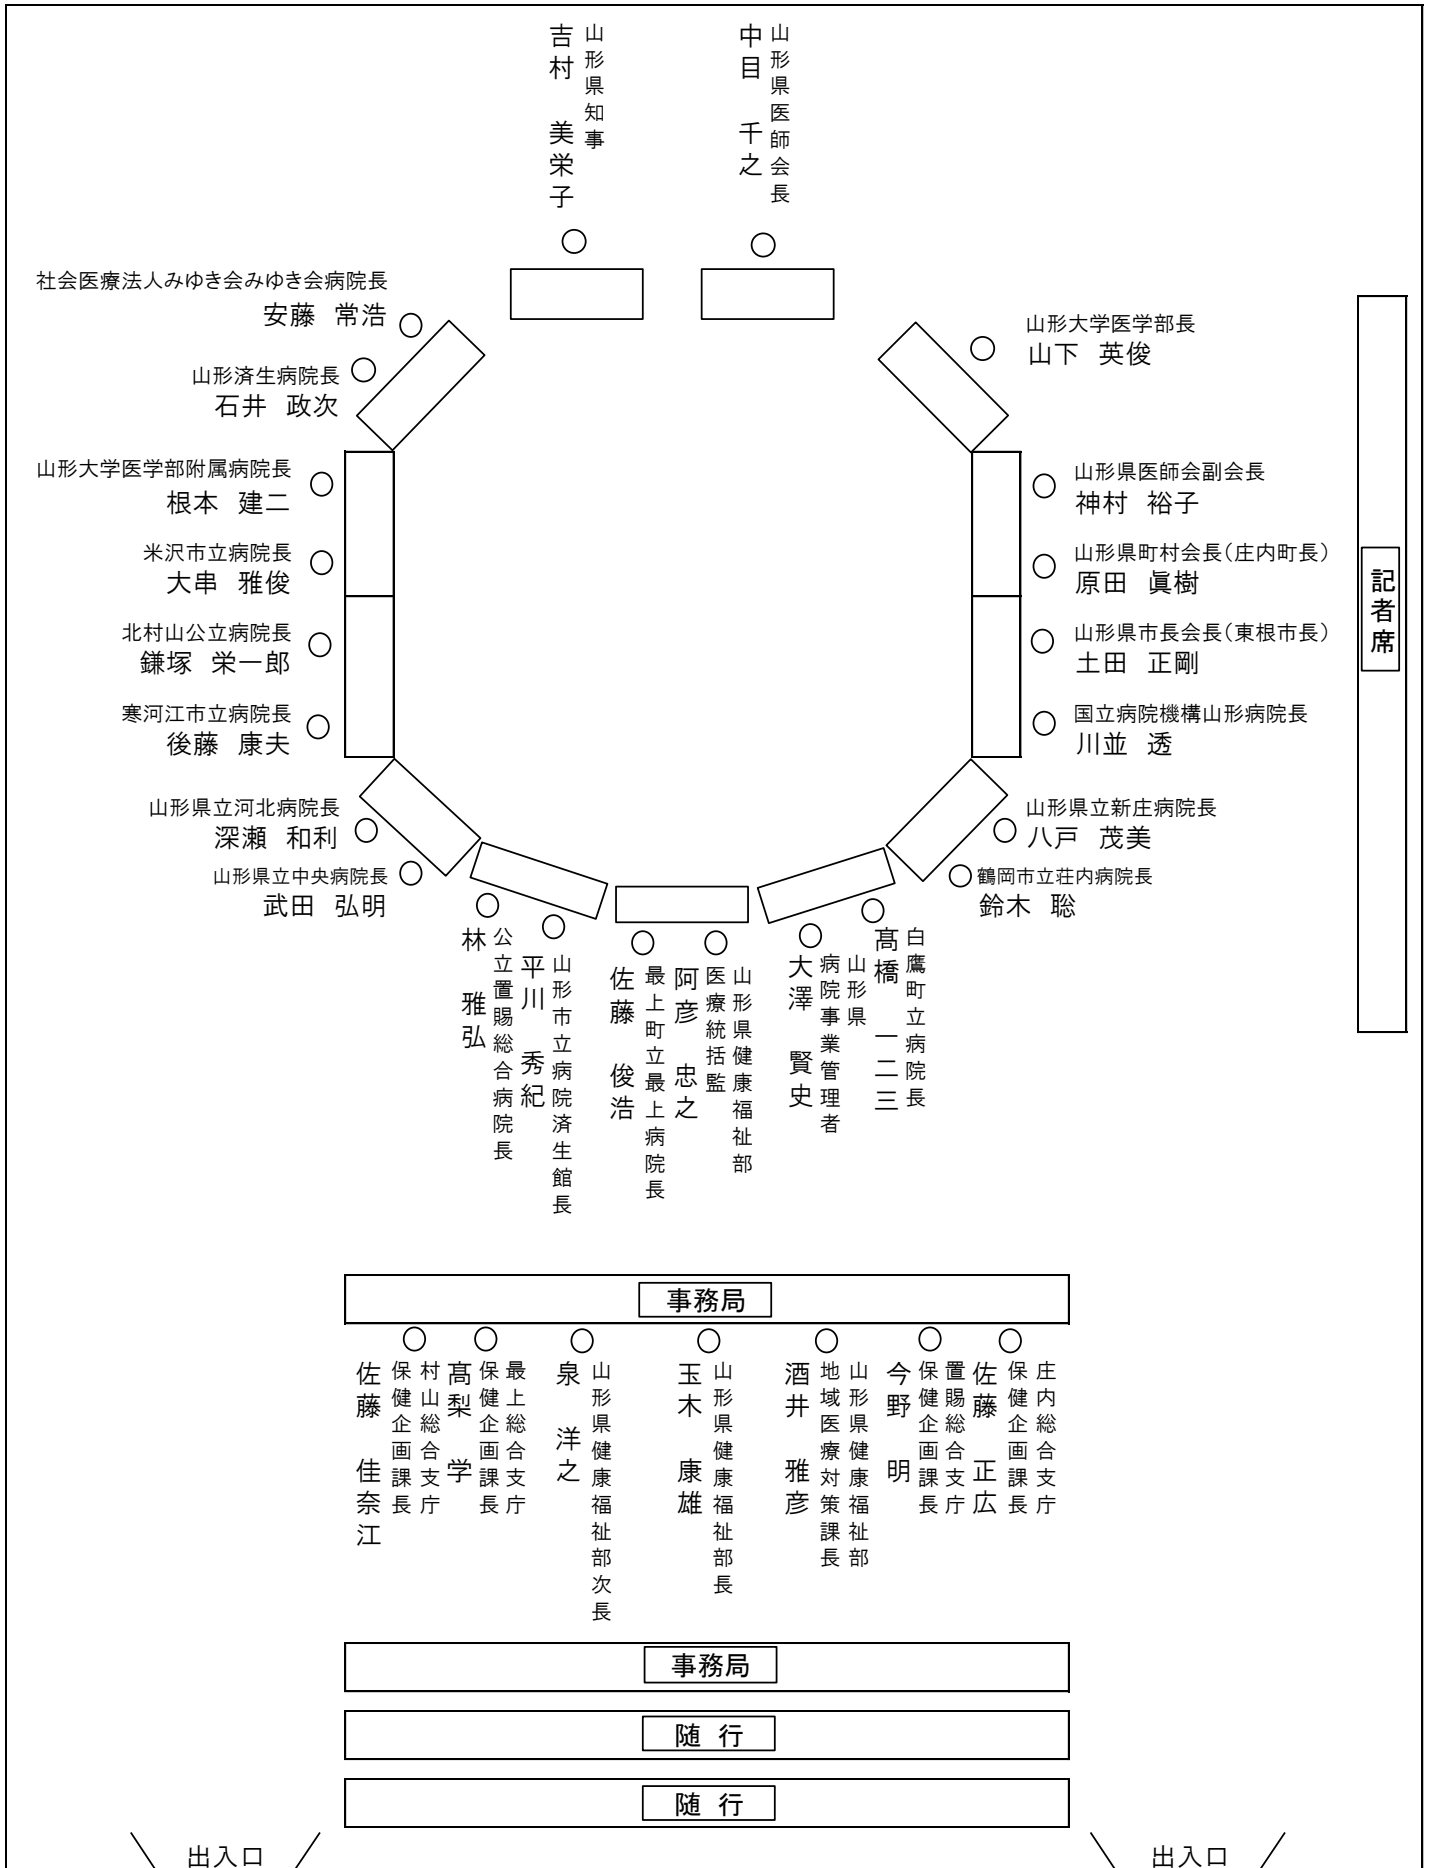 山形県知事
吉村 美栄子
山形県医師会長
中目 千之
社会医療法人みゆき会みゆき会病院長
安藤 常浩
山形済生病院長
石井 政次
山形大学医学部附属病院長
根本 建二
米沢市立病院長
大串 雅俊
北村山公立病院長
鎌塚 栄一郎
寒河江市立病院長
後藤 康夫
山形県立河北病院長
深瀬 和利
山形県立中央病院長
武田 弘明
山形大学医学部長
山下 英俊
山形県医師会副会長
神村 裕子
山形県町村会長(庄内町長)
原田 眞樹
山形県市長会長(東根市長)
土田 正剛
国立病院機構山形病院長
川並 透
山形県立新庄病院長
八戸 茂美
鶴岡市立荘内病院長
鈴木 聡
記者席
公立置賜総合病院長
林 雅弘
山形市立病院済生館長
平川 秀紀
最上町立最上病院長
佐藤 俊浩
山形県健康福祉部
医療統括監
阿彦 忠之
山形県
病院事業管理者
大澤 賢史
白鷹町立病院長
髙橋 一二三
事務局
村山総合支庁
保健企画課長
佐藤 佳奈江
最上総合支庁
保健企画課長
髙梨 学
山形県健康福祉部次長
泉 洋之
山形県健康福祉部長
玉木 康雄
山形県健康福祉部
地域医療対策課長
酒井 雅彦
置賜総合支庁
保健企画課長
今野 明
庄内総合支庁
保健企画課長
佐藤 正広
事務局
随 行
随 行
出入口
出入口